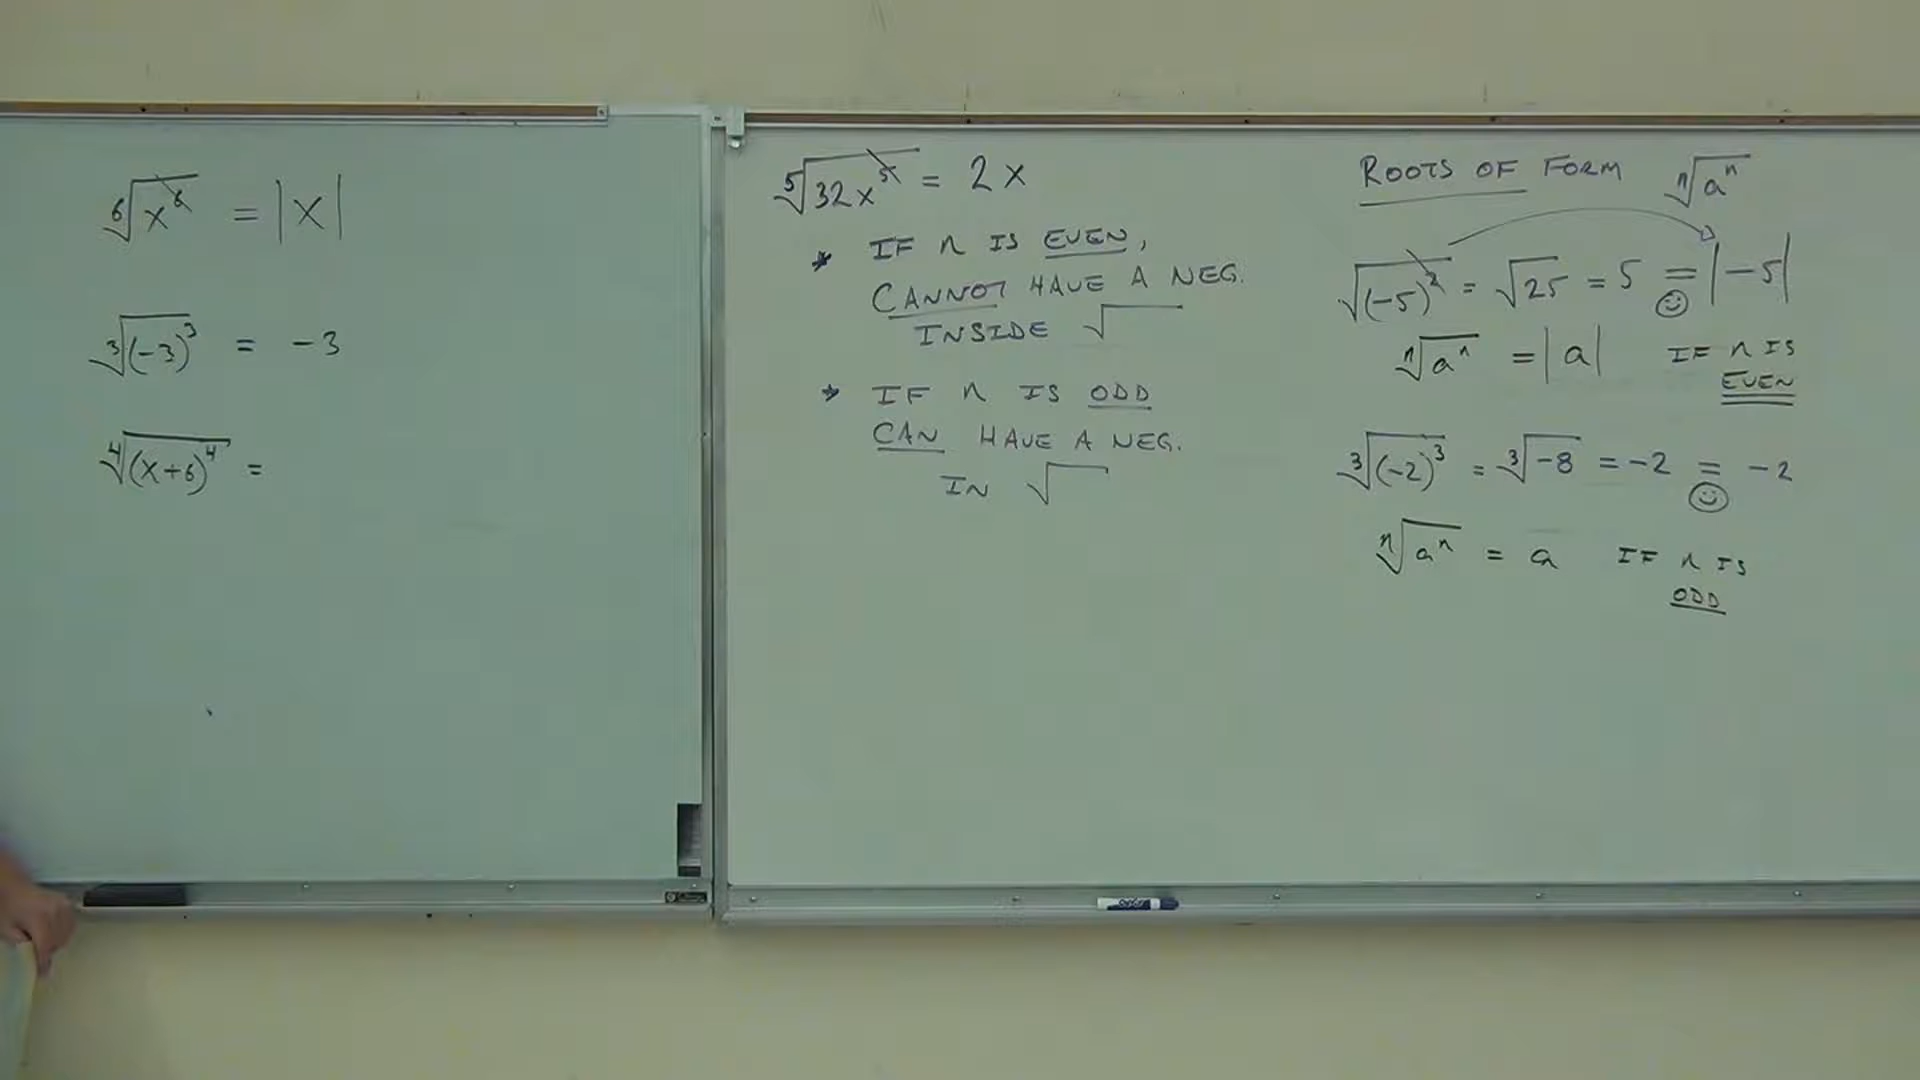 ⁶√x⁶ = |x|
³√(-3)³ = -3
⁴√(x+6)⁴ =
⁵√32x⁵ = 2x
* IF n IS EVEN,
CANNOT HAVE A NEG.
INSIDE √
* IF n IS ODD
CAN HAVE A NEG.
IN √
ROOTS OF FORM ⁿ√aⁿ
√(-5)² = √25 = 5 = |-5|
ⁿ√aⁿ = |a| IF n IS
EVEN
³√(-2)³ = ³√-8 = -2 = -2
ⁿ√aⁿ = a IF n IS
ODD